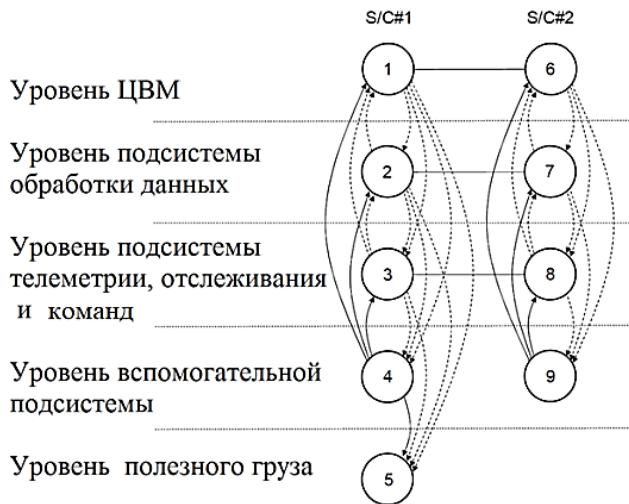 S/C#1 S/C#2
1 6
Уровень ЦВМ
Уровень подсистемы
обработки данных
2 7
Уровень подсистемы
телеметрии, отслеживания
и команд
3 8
Уровень вспомогательной
подсистемы
4 9
Уровень полезного груза
5